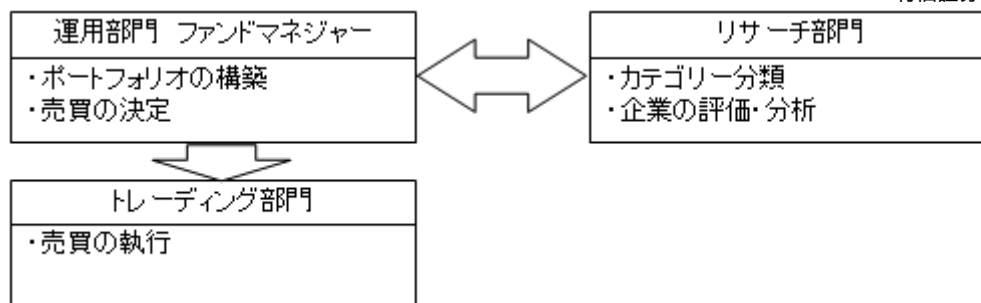 運用部門 ファンドマネジャー
・ポートフォリオの構築
・売買の決定
リサーチ部門
・カテゴリー分類
・企業の評価・分析
トレーディング部門
・売買の執行